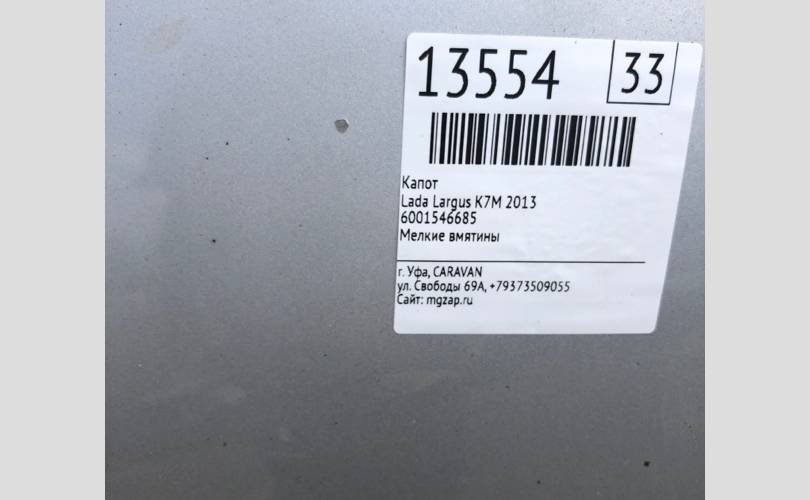 13554
33
Капот
Lada Largus K7M 2013
6001546685
Мелкие вмятины
г. Уфа, CARAVAN
ул. Свободы 69А, +79373509055
Сайт: mgzap.ru